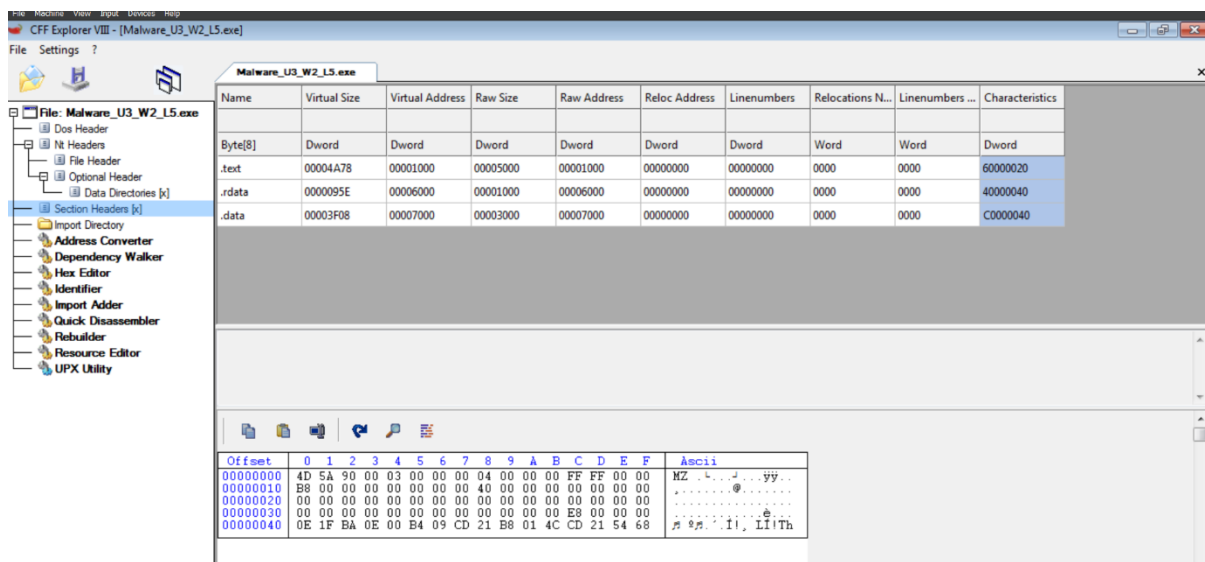 File Machine View Input Devices Help
CFF Explorer VIII - [Malware_U3_W2_L5.exe]
File Settings ?
Malware_U3_W2_L5.exe
File: Malware_U3_W2_L5.exe
Dos Header
Nt Headers
File Header
Optional Header
Data Directories [x]
Section Headers [x]
Import Directory
Address Converter
Dependency Walker
Hex Editor
Identifier
Import Adder
Quick Disassembler
Rebuilder
Resource Editor
UPX Utility
Name Virtual Size Virtual Address Raw Size Raw Address Reloc Address Linenumbers Relocations N... Linenumbers ... Characteristics
Byte[8] Dword Dword Dword Dword Dword Dword Word Word Dword
.text 00004A78 00001000 00005000 00001000 00000000 00000000 0000 0000 60000020
.rdata 0000095E 00006000 00001000 00006000 00000000 00000000 0000 0000 40000040
.data 00003F08 00007000 00003000 00007000 00000000 00000000 0000 0000 C0000040
Offset 0 1 2 3 4 5 6 7 8 9 A B C D E F Ascii
00000000 4D 5A 90 00 03 00 00 00 04 00 00 00 FF FF 00 00 MZ
00000010 B8 00 00 00 00 00 00 00 40 00 00 00 00 00 00 00 ¸.......@.......
00000020 00 00 00 00 00 00 00 00 00 00 00 00 00 00 00 00 ................
00000030 00 00 00 00 00 00 00 00 00 00 00 00 E8 00 00 00 ............è...
00000040 0E 1F BA 0E 00 B4 09 CD 21 B8 01 4C CD 21 54 68 LÍ!Th